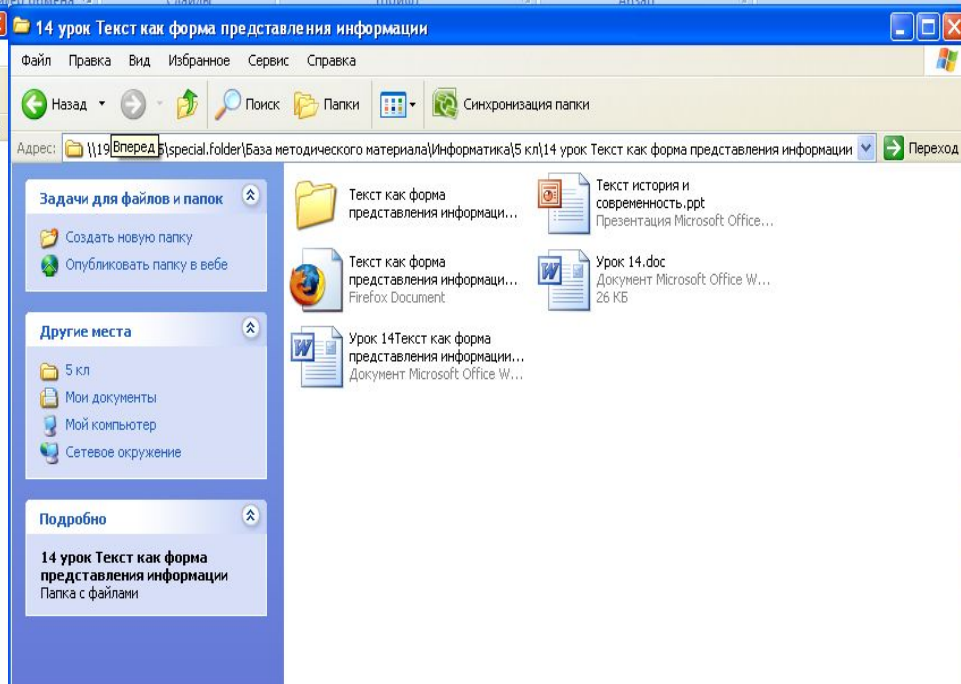 14 урок Текст как форма представления информации
Файл Правка Вид Избранное Сервис Справка
Назад Поиск Папки Синхронизация папки
Адрес: \\19 Вперед 5\special.folder\База методического материала\Информатика\5 кл\14 урок Текст как форма представления информации Переход
Задачи для файлов и папок
Создать новую папку
Опубликовать папку в вебе
Другие места
5 кл
Мои документы
Мой компьютер
Сетевое окружение
Подробно
14 урок Текст как форма
представления информации
Папка с файлами
Текст как форма
представления информаци...
Текст история и
современность.ppt
Презентация Microsoft Office...
Текст как форма
представления информаци...
Firefox Document
Урок 14.doc
Документ Microsoft Office W...
26 КБ
Урок 14Текст как форма
представления информации...
Документ Microsoft Office W...